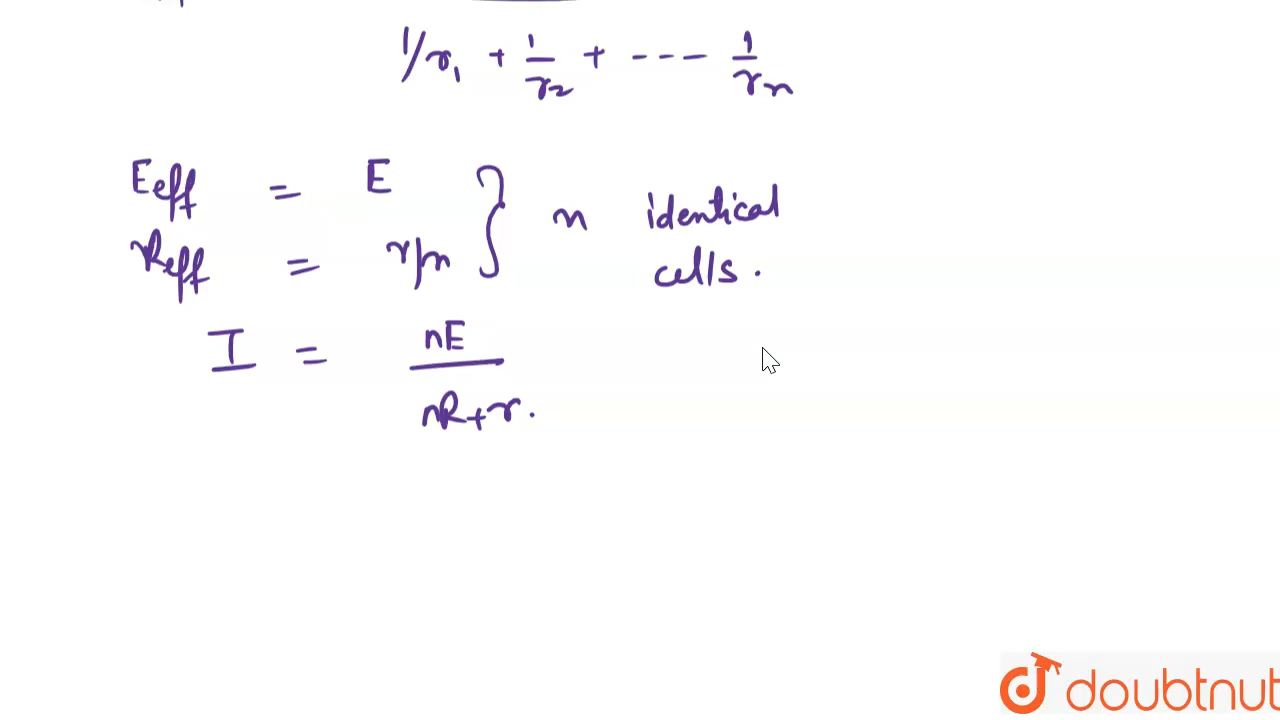 1/r₁ + 1/r₂ + ---- 1/rₙ
Eeff = E
Reff = r/n } n identical cells.
I = nE / nR + r.
doubtnut